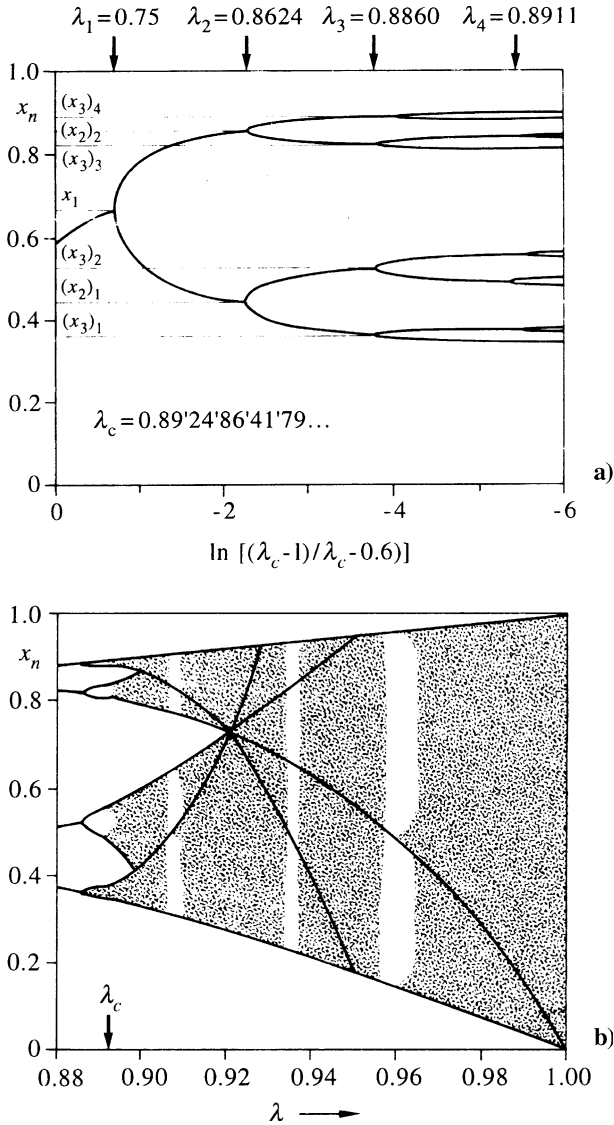 λ₁ = 0.75 λ₂ = 0.8624 λ₃ = 0.8860 λ₄ = 0.8911
1.0
xₙ
(x₃)₄
(x₂)₂
0.8
(x₃)₃
x₁
0.6
(x₃)₂
(x₂)₁
0.4
(x₃)₁
0.2
λc = 0.89'24'86'41'79...
0
a)
0 -2 -4 -6
ln [(λc-1)/λc-0.6)]
1.0
xₙ
0.8
0.6
0.4
0.2
λc
0
b)
0.88 0.90 0.92 0.94 0.96 0.98 1.00
λ